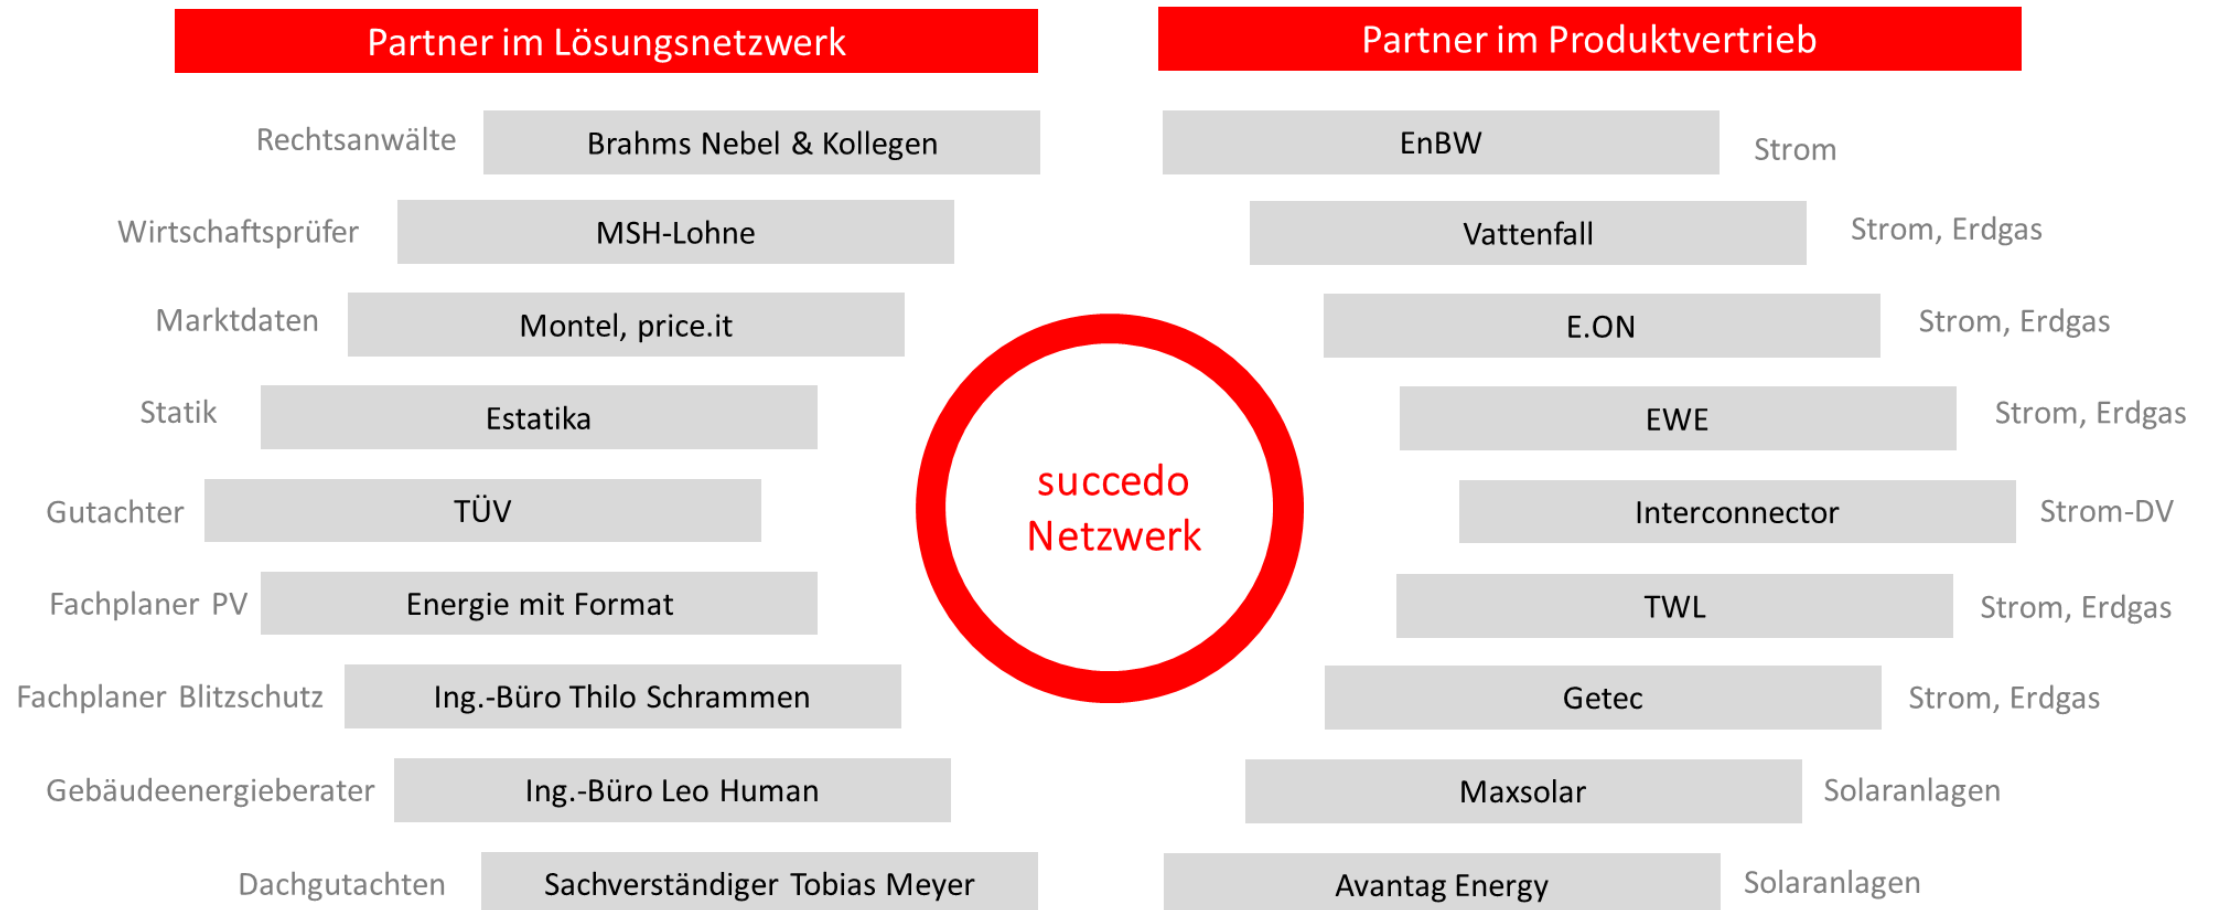 Partner im Lösungsnetzwerk
Rechtsanwälte
Brahms Nebel & Kollegen
Wirtschaftsprüfer
MSH-Lohne
Marktdaten
Montel, price.it
Statik
Estatika
Gutachter
TÜV
Fachplaner PV
Energie mit Format
Fachplaner Blitzschutz
Ing.-Büro Thilo Schrammen
Gebäudeenergieberater
Ing.-Büro Leo Human
Dachgutachten
Sachverständiger Tobias Meyer
succedo
Netzwerk
Partner im Produktvertrieb
EnBW
Strom
Vattenfall
Strom, Erdgas
E.ON
Strom, Erdgas
EWE
Strom, Erdgas
Interconnector
Strom-DV
TWL
Strom, Erdgas
Getec
Strom, Erdgas
Maxsolar
Solaranlagen
Avantag Energy
Solaranlagen